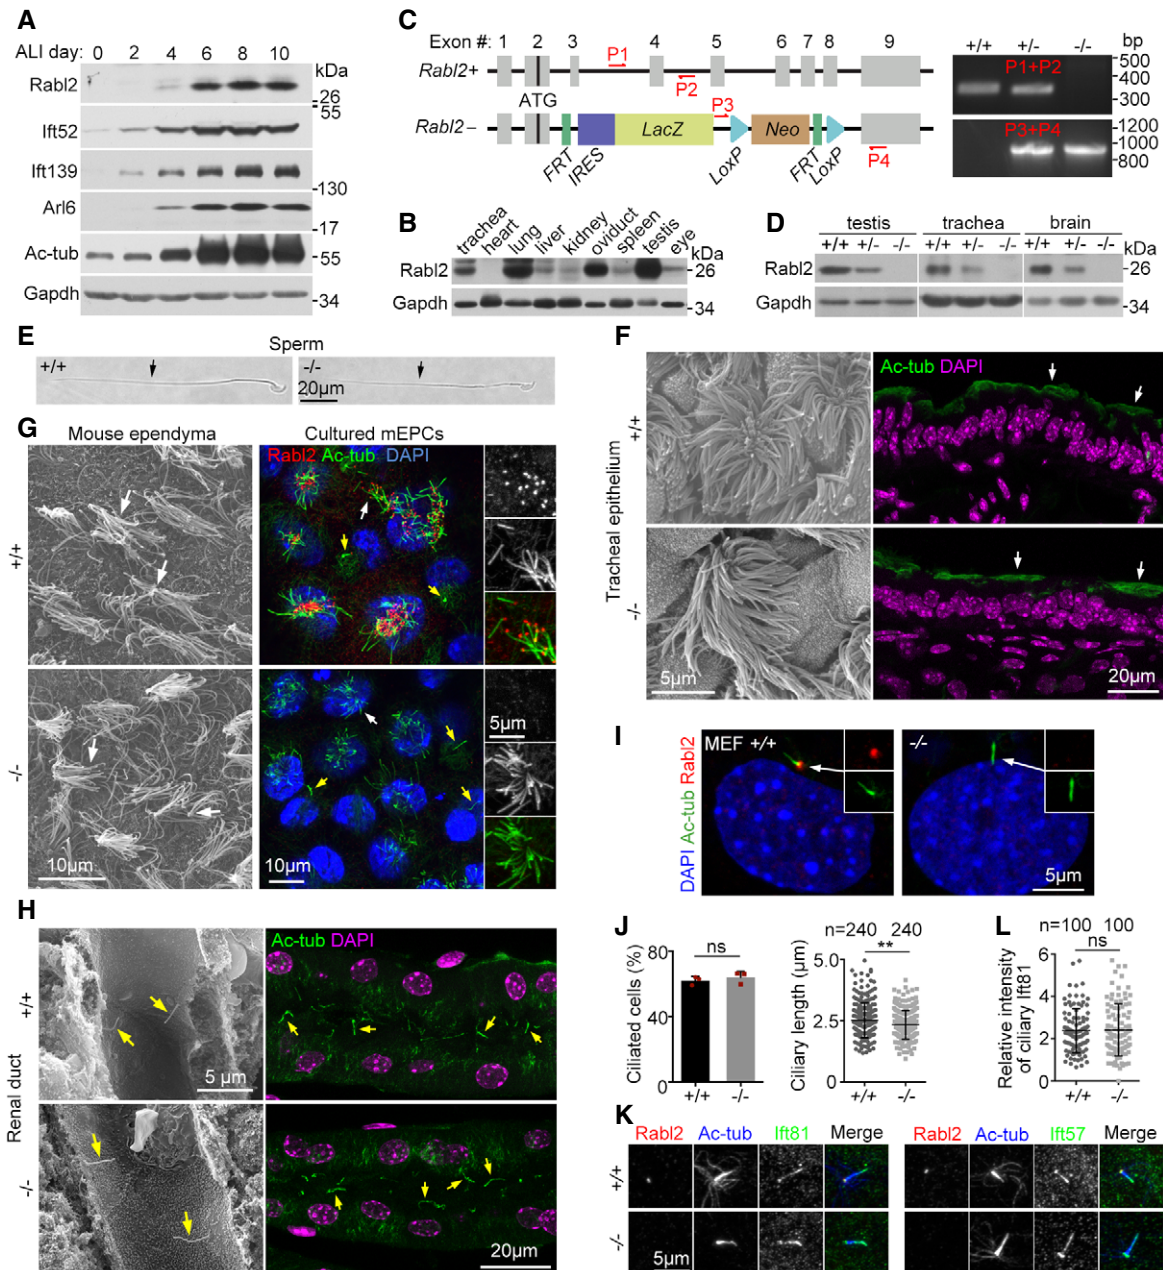 A
ALI day: 0 2 4 6 8 10
kDa
Rabl2
26
55
Ift52
Ift139
130
Arl6
17
Ac-tub
55
Gapdh
34
C
Exon #: 1 2 3 4 5 6 7 8 9
P1
Rabl2+
P2
ATG
P3
Rabl2–
LacZ
Neo
P4
FRT
IRES
LoxP
FRT
LoxP
+/+ +/- -/- bp
P1+P2
500
400
300
P3+P4
1200
1000
800
B
trachea heart lung liver kidney oviduct spleen testis eye
kDa
Rabl2
26
Gapdh
34
D
testis trachea brain
+/+ +/- -/- +/+ +/- -/- +/+ +/- -/- kDa
Rabl2
26
Gapdh
34
E
Sperm
+/+
-/-
20µm
F
Ac-tub DAPI
+/+
Tracheal epithelium
-/-
5µm
20µm
G
Mouse ependyma
Cultured mEPCs
Rabl2 Ac-tub DAPI
+/+
-/-
5µm
10µm
10µm
H
Ac-tub DAPI
+/+
5 µm
Renal duct
-/-
20µm
I
DAPI Ac-tub Rabl2
MEF +/+
-/-
5µm
J
Ciliated cells (%)
80
40
0
ns
+/+ -/-
Ciliary length (µm)
n=240 240
**
5.0
2.5
0
+/+ -/-
L
n=100 100
ns
Relative intensity
of ciliary Ift81
6
4
2
0
+/+ -/-
K
Rabl2 Ac-tub Ift81 Merge
Rabl2 Ac-tub Ift57 Merge
+/+
-/-
5µm